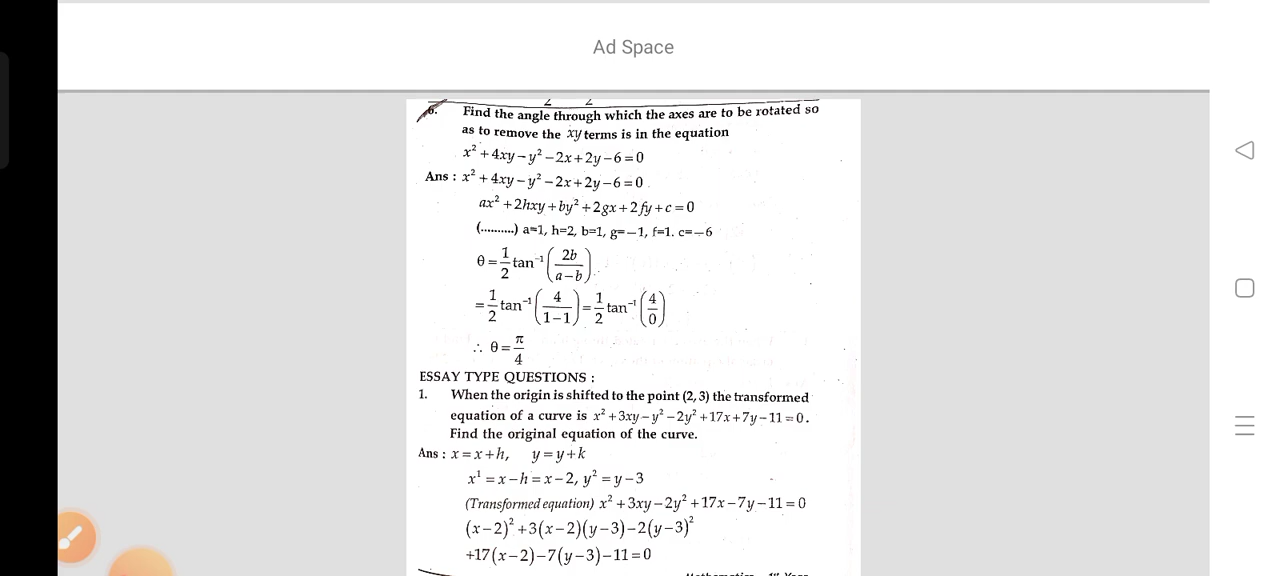 Ad Space
6. Find the angle through which the axes are to be rotated so
as to remove the xy terms is in the equation
x² + 4xy – y² – 2x + 2y – 6 = 0
Ans : x² + 4xy – y² – 2x + 2y – 6 = 0
ax² + 2hxy + by² + 2gx + 2fy + c = 0
(..........) a=1, h=2, b=1, g=–1, f=1. c=–6
θ = 1/2 tan⁻¹ (2b/(a–b))
= 1/2 tan⁻¹ (4/(1–1)) = 1/2 tan⁻¹ (4/0)
∴ θ = π/4
ESSAY TYPE QUESTIONS :
1. When the origin is shifted to the point (2, 3) the transformed
equation of a curve is x² + 3xy – y² – 2y² + 17x + 7y – 11 = 0.
Find the original equation of the curve.
Ans : x = x + h, y = y + k
x¹ = x – h = x – 2, y² = y – 3
(Transformed equation) x² + 3xy – 2y² + 17x – 7y – 11 = 0
(x – 2)² + 3(x – 2)(y – 3) – 2(y – 3)²
+17(x – 2) – 7(y – 3) – 11 = 0